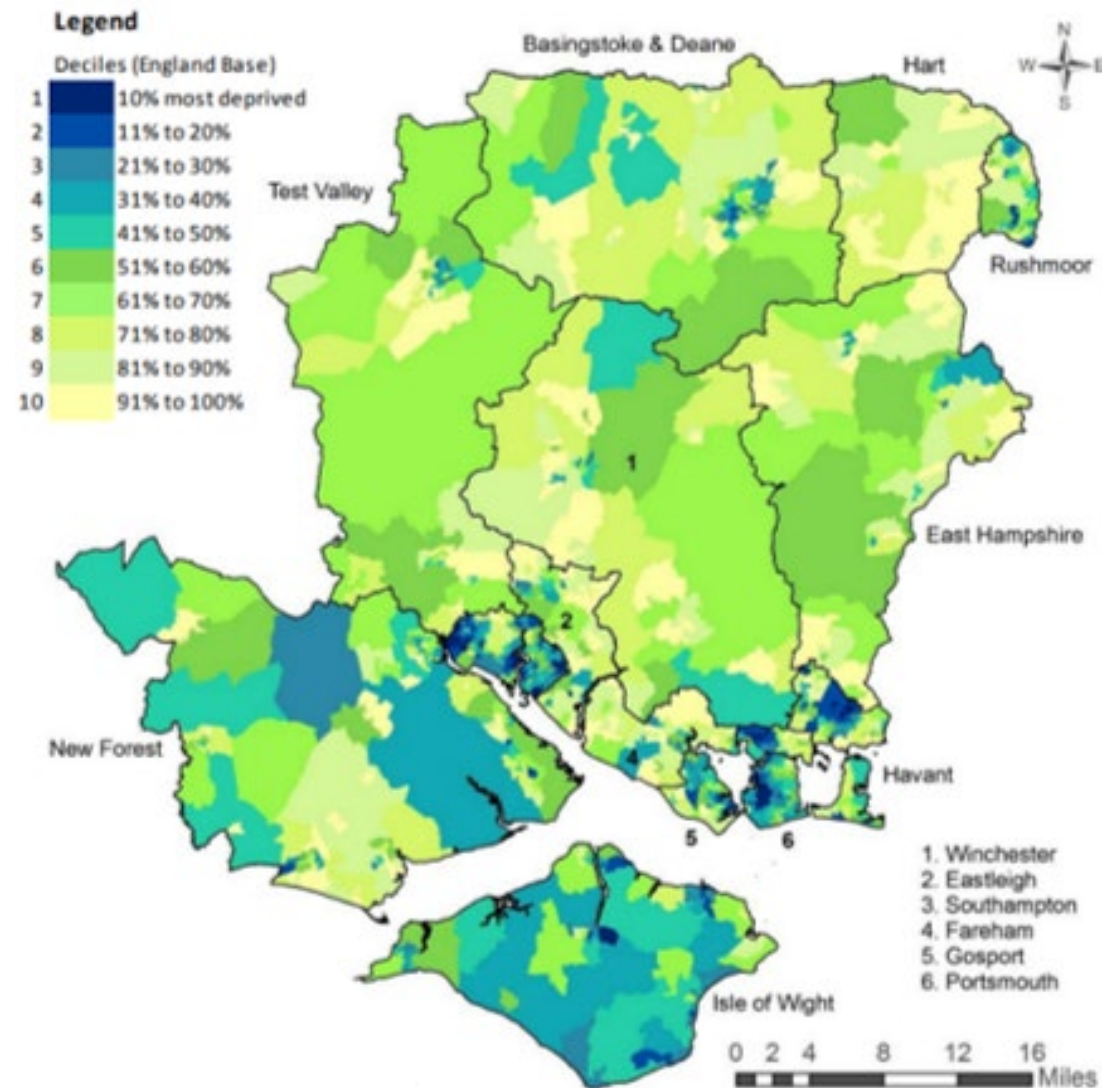 Legend
Deciles (England Base)
1 10% most deprived
2 11% to 20%
3 21% to 30%
4 31% to 40%
5 41% to 50%
6 51% to 60%
7 61% to 70%
8 71% to 80%
9 81% to 90%
10 91% to 100%
Basingstoke & Deane
Hart
N
W E
S
Test Valley
Rushmoor
1
East Hampshire
2
3
New Forest
4
Havant
5
6
1. Winchester
2. Eastleigh
3. Southampton
4. Fareham
5. Gosport
6. Portsmouth
Isle of Wight
0 2 4 8 12 16
Miles